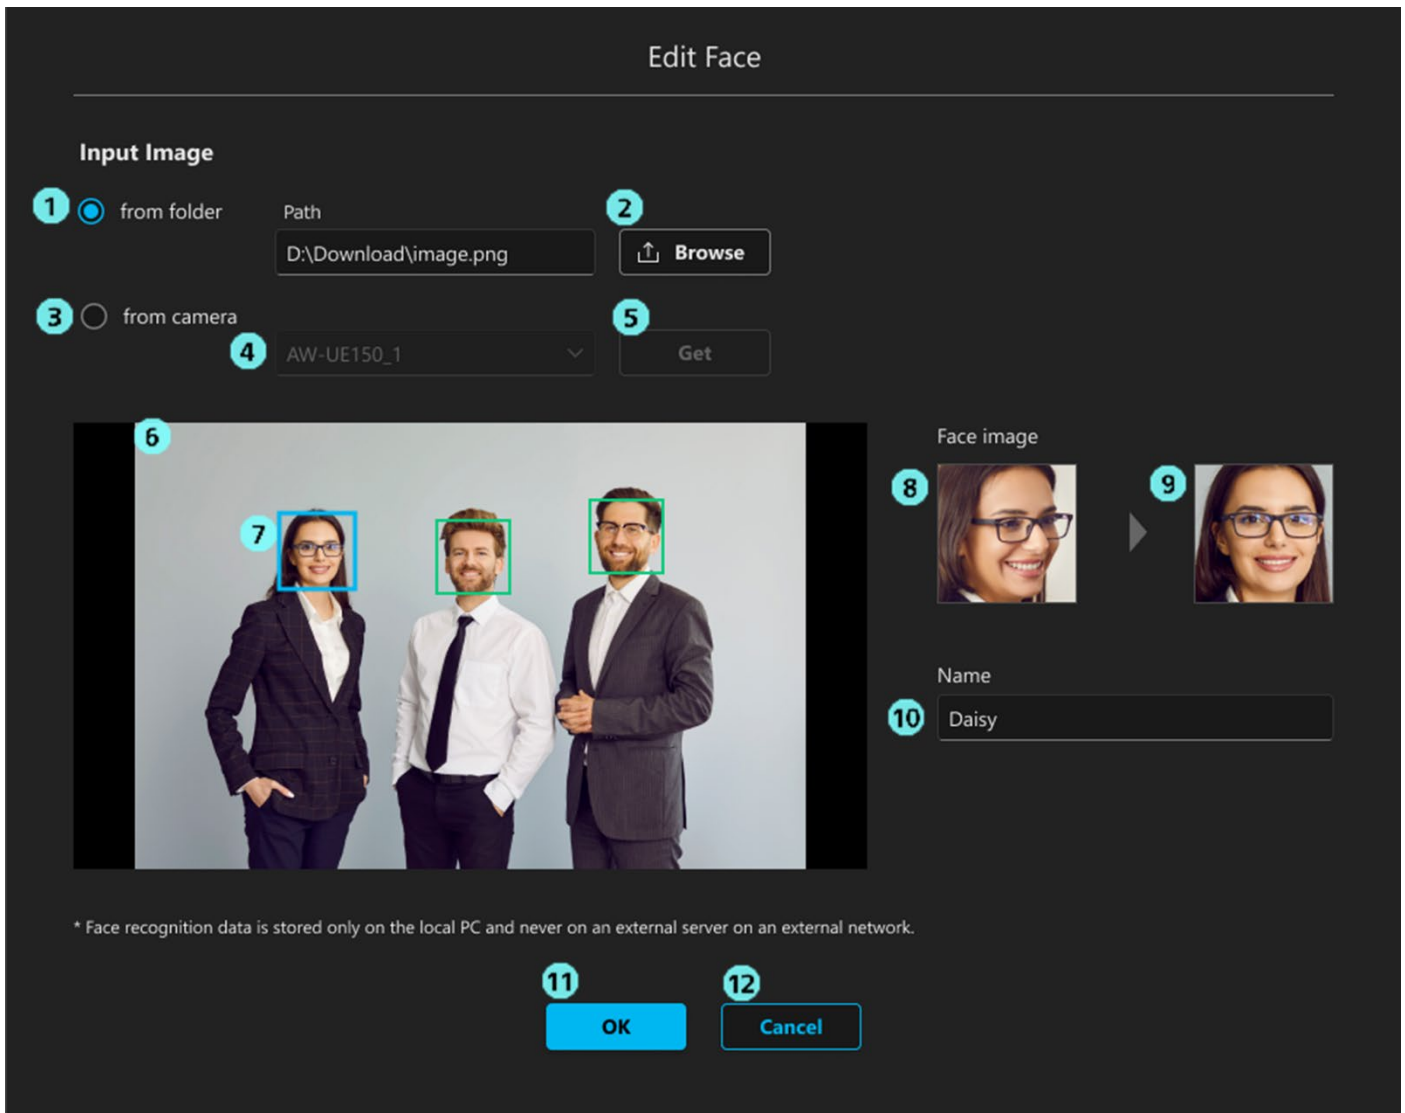 Edit Face
Input Image
1 from folder
Path
2
D:\Download\image.png
Browse
3 from camera
4 AW-UE150_1
5
Get
6
7
Face image
8
9
Name
10 Daisy
* Face recognition data is stored only on the local PC and never on an external server on an external network.
11
OK
12
Cancel